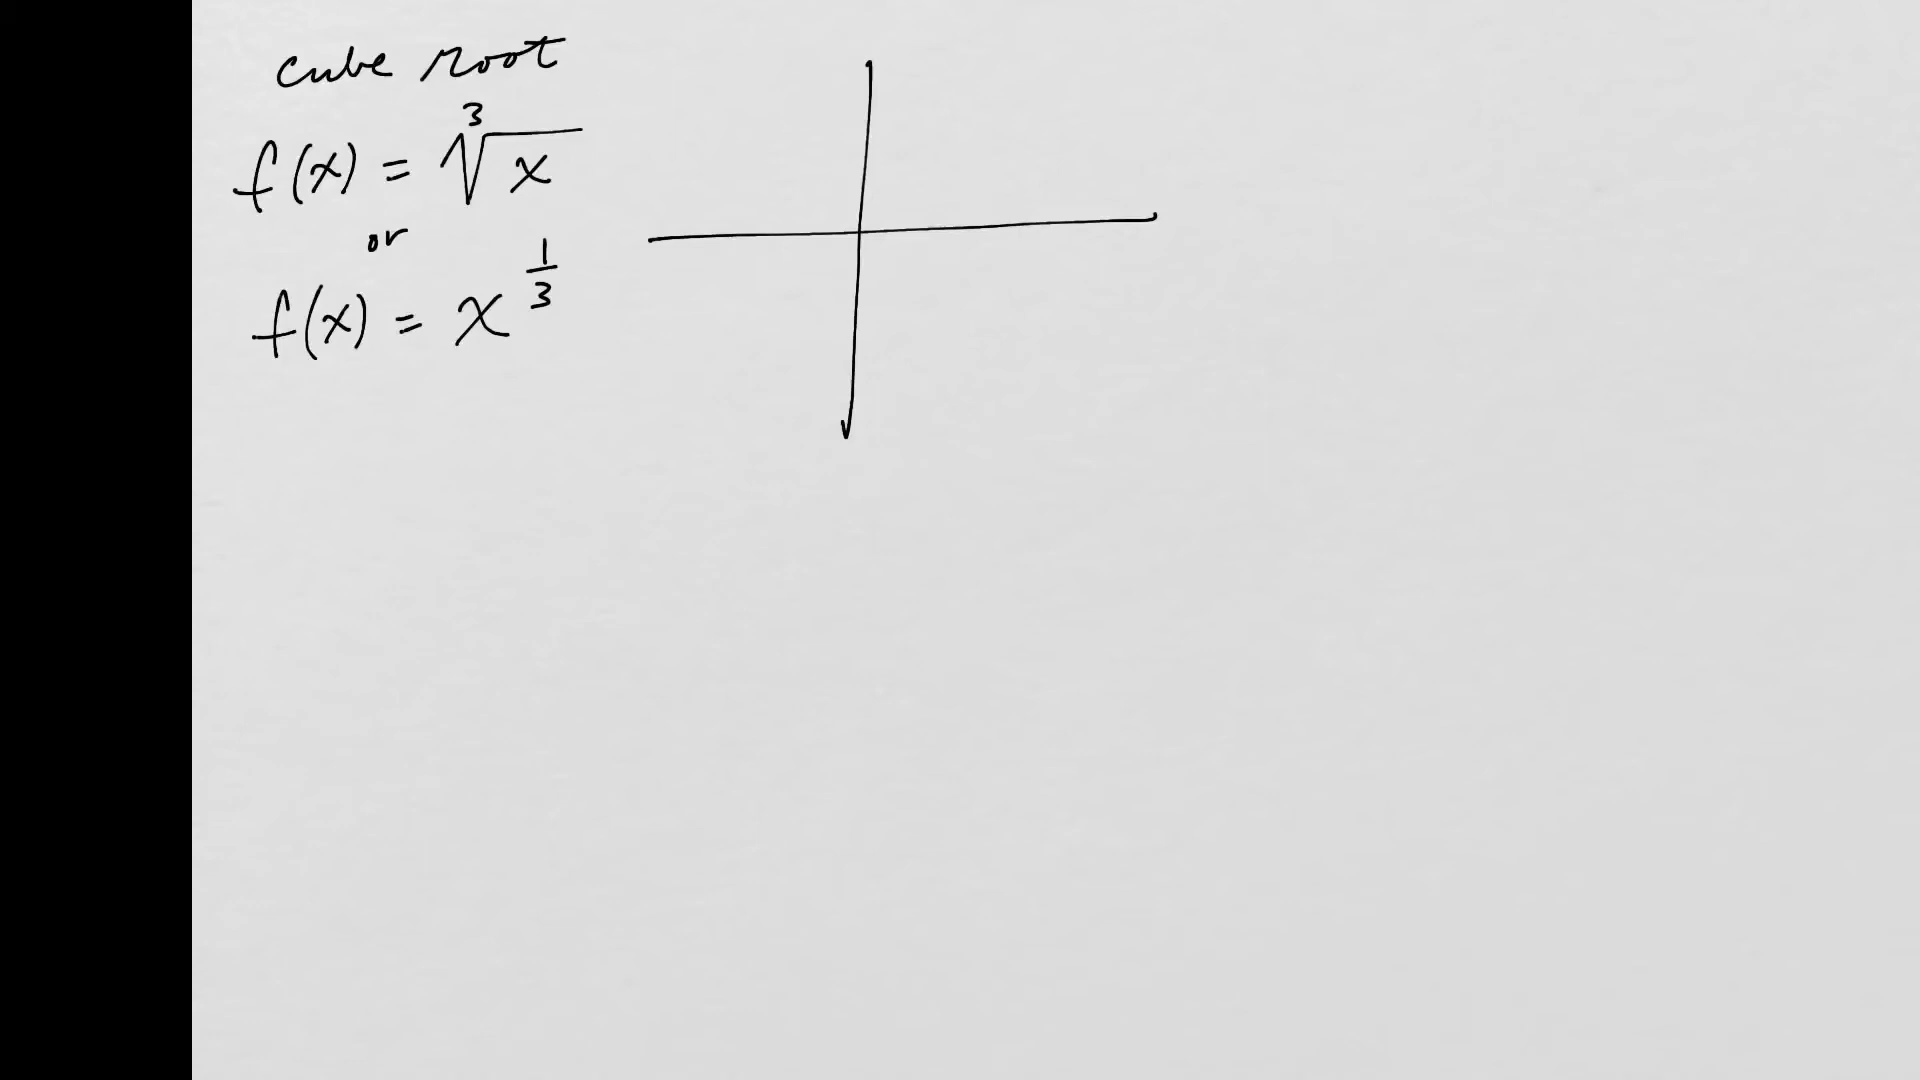 cube root
f(x) = ∛x
or
f(x) = x^{1/3}